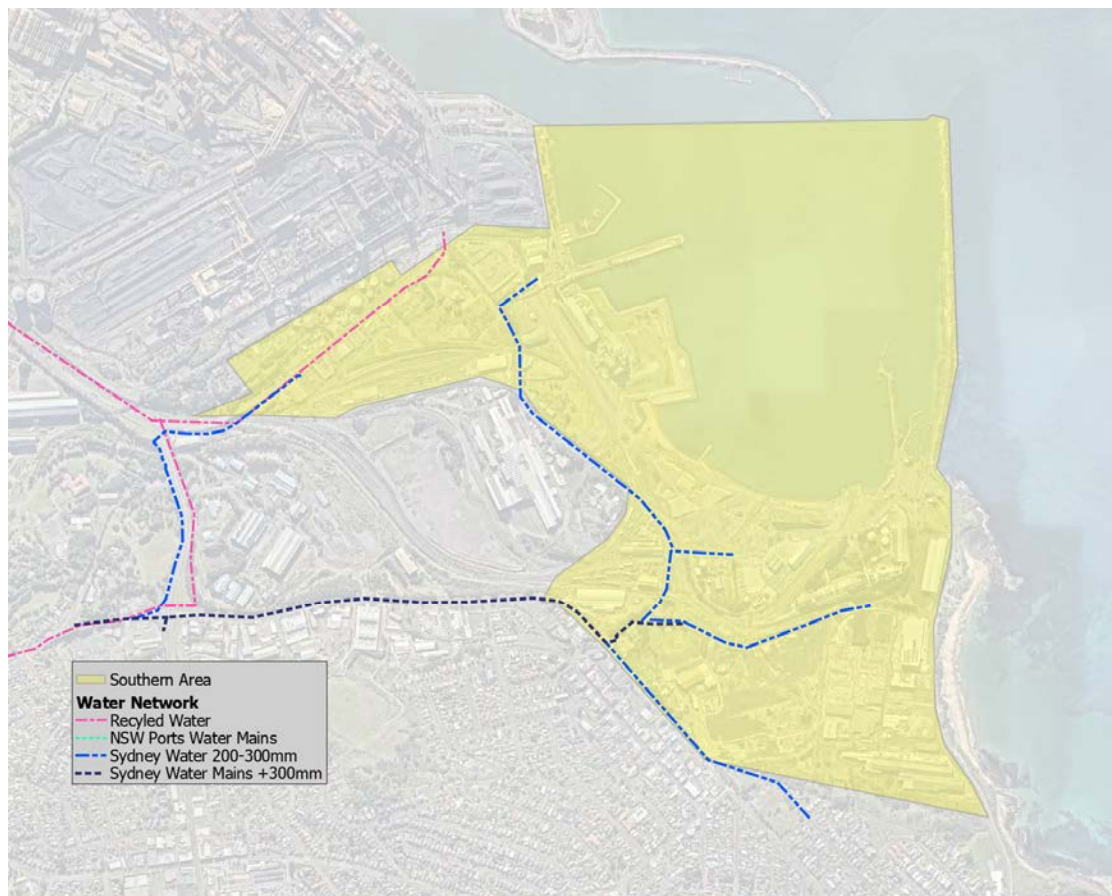 Southern Area
Water Network
Recyled Water
NSW Ports Water Mains
Sydney Water 200-300mm
Sydney Water Mains +300mm